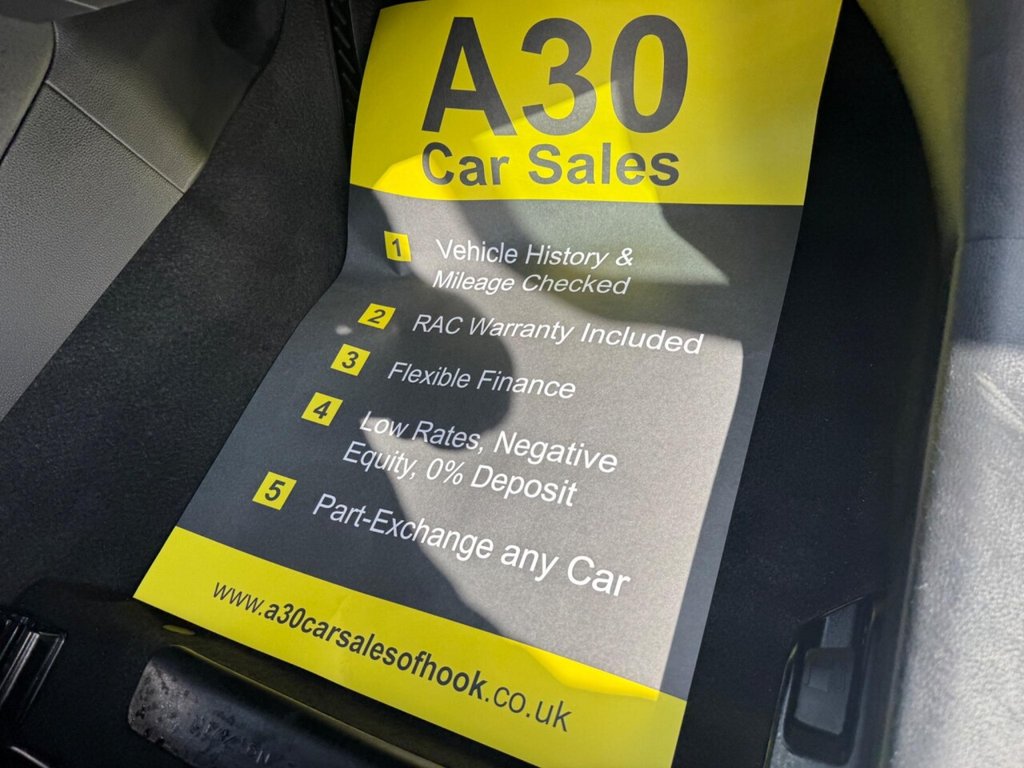 A30
Car Sales
1 Vehicle History &
Mileage Checked
2 RAC Warranty Included
3 Flexible Finance
4 Low Rates, Negative
Equity, 0% Deposit
5 Part-Exchange any Car
www.a30carsalesofhook.co.uk